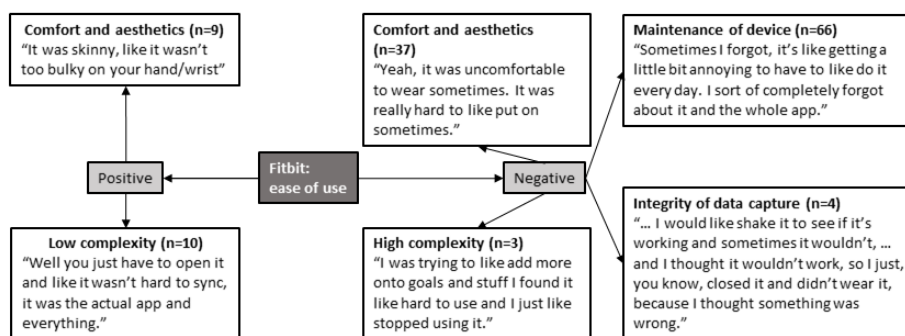 Comfort and aesthetics (n=9)
“It was skinny, like it wasn’t
too bulky on your hand/wrist”
Comfort and aesthetics
(n=37)
“Yeah, it was uncomfortable
to wear sometimes. It was
really hard to like put on
sometimes.”
Maintenance of device (n=66)
“Sometimes I forgot, it’s like getting a
little bit annoying to have to like do it
every day. I sort of completely forgot
about it and the whole app.”
Positive
Fitbit:
ease of use
Negative
Low complexity (n=10)
“Well you just have to open it
and like it wasn’t hard to sync,
it was the actual app and
everything.”
High complexity (n=3)
“I was trying to like add more
onto goals and stuff I found it
like hard to use and I just like
stopped using it.”
Integrity of data capture (n=4)
“... I would like shake it to see if it’s
working and sometimes it wouldn’t, ...
and I thought it wouldn’t work, so I just,
you know, closed it and didn’t wear it,
because I thought something was
wrong.”